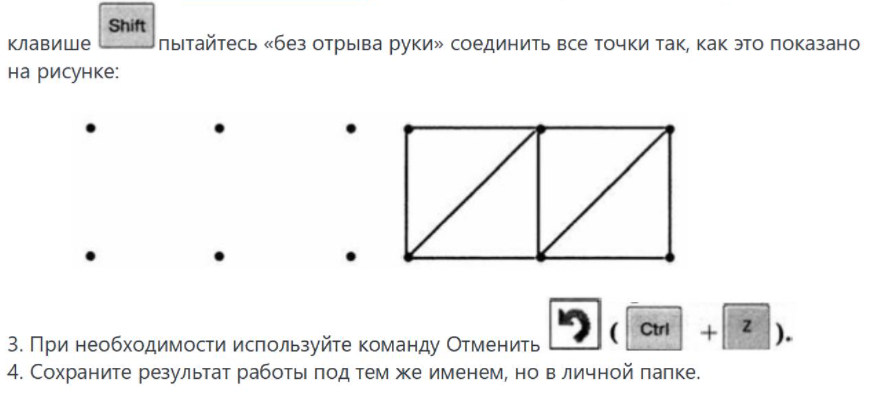 клавише Shift пытайтесь «без отрыва руки» соединить все точки так, как это показано
на рисунке:
3. При необходимости используйте команду Отменить ( Ctrl + Z ).
4. Сохраните результат работы под тем же именем, но в личной папке.